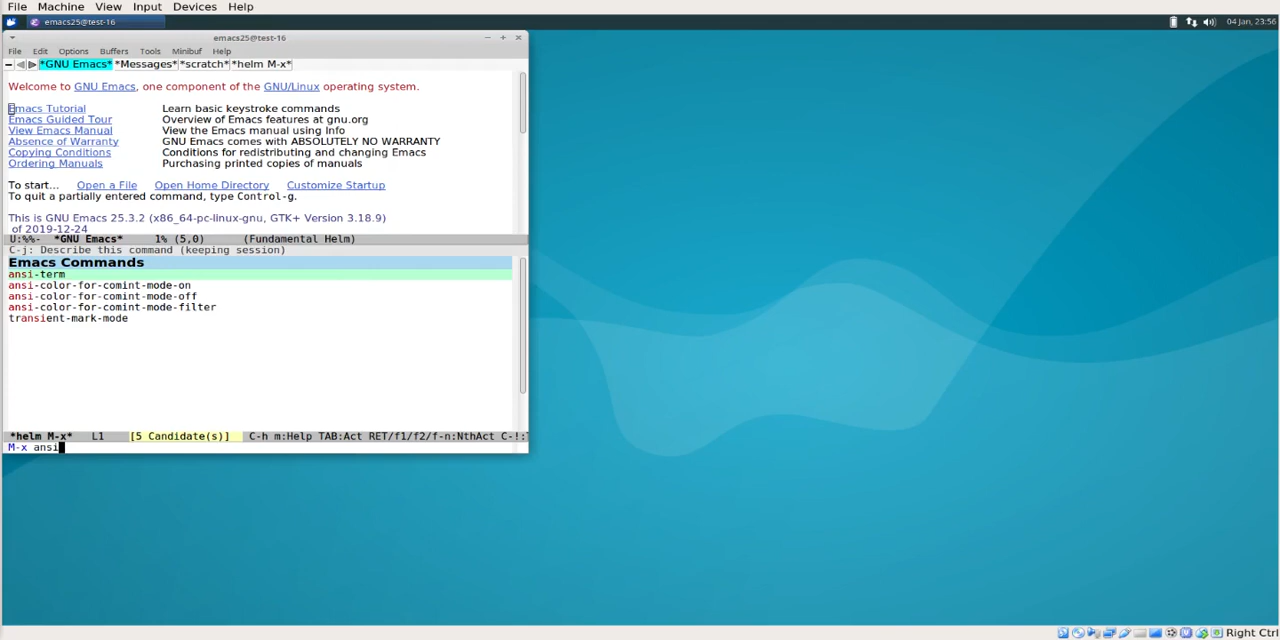 File Machine View Input Devices Help
emacs25@test-16 04 Jan, 23:56
emacs25@test-16
File Edit Options Buffers Tools Minibuf Help
*GNU Emacs* *Messages* *scratch* *helm M-x*
Welcome to GNU Emacs, one component of the GNU/Linux operating system.
Emacs Tutorial Learn basic keystroke commands
Emacs Guided Tour Overview of Emacs features at gnu.org
View Emacs Manual View the Emacs manual using Info
Absence of Warranty GNU Emacs comes with ABSOLUTELY NO WARRANTY
Copying Conditions Conditions for redistributing and changing Emacs
Ordering Manuals Purchasing printed copies of manuals
To start... Open a File Open Home Directory Customize Startup
To quit a partially entered command, type Control-g.
This is GNU Emacs 25.3.2 (x86_64-pc-linux-gnu, GTK+ Version 3.18.9)
of 2019-12-24
U:%%- *GNU Emacs* 1% (5,0) (Fundamental Helm)
C-j: Describe this command (keeping session)
Emacs Commands
ansi-term
ansi-color-for-comint-mode-on
ansi-color-for-comint-mode-off
ansi-color-for-comint-mode-filter
transient-mark-mode
*helm M-x* L1 [5 Candidate(s)] C-h m:Help TAB:Act RET/f1/f2/f-n:NthAct C-!:
M-x ansi
Right Ctrl